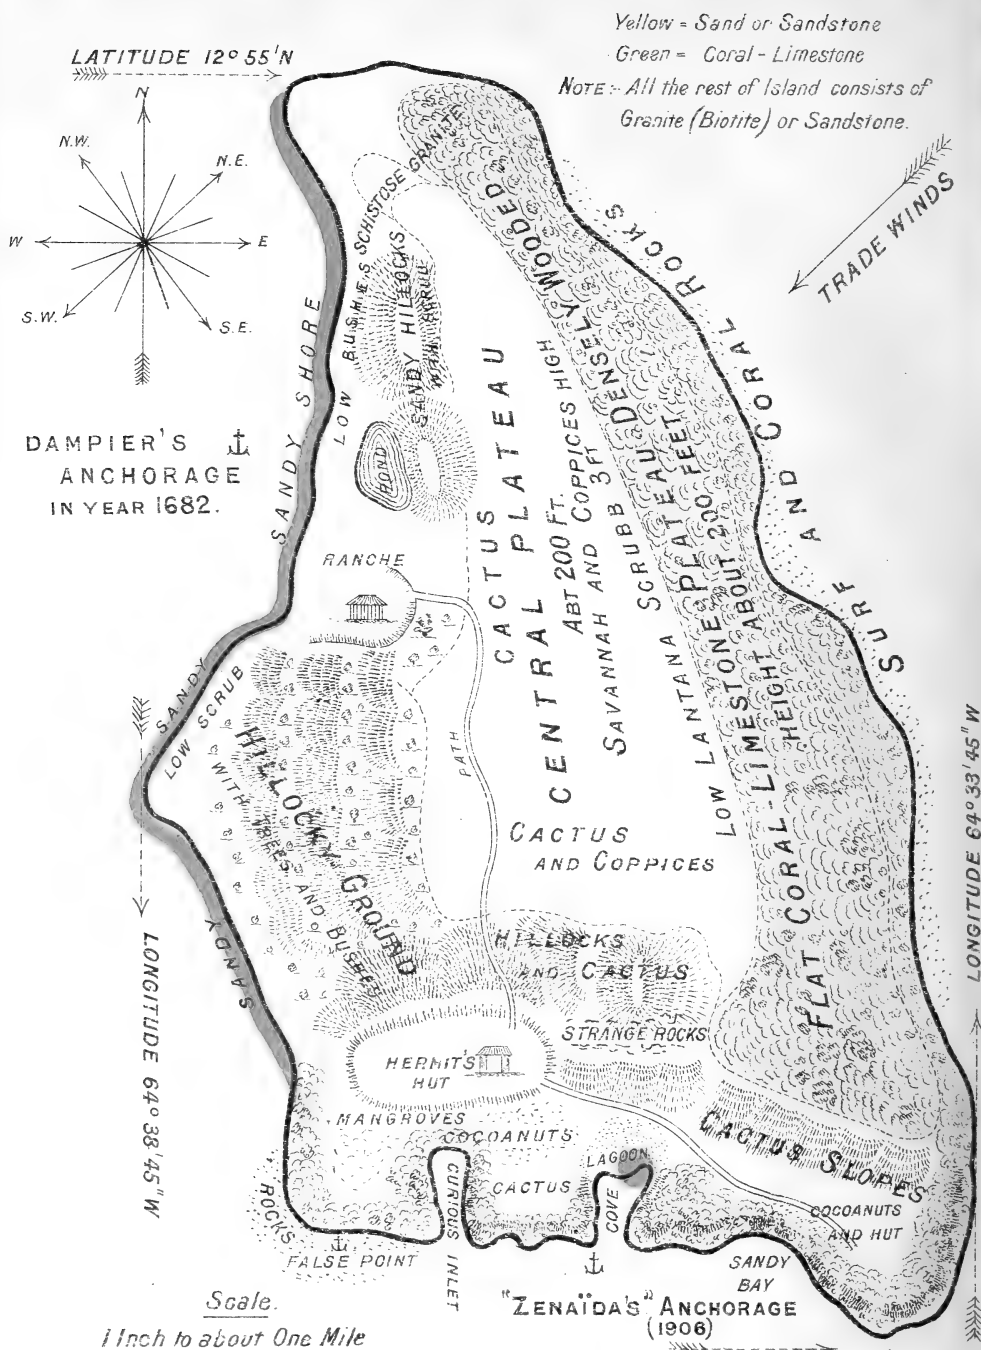 Yellow = Sand or Sandstone
Green = Coral - Limestone
NOTE:- All the rest of Island consists of
Granite (Biotite) or Sandstone.
LATITUDE 12° 55' N
N
N.W.
N.E.
W
E
S.W.
S.E.
TRADE WINDS
DAMPIER'S
ANCHORAGE
IN YEAR 1682.
SANDY SHORE
LOW BUSHES
SCHISTOSE GRANITE
SANDY HILLOCKS
WITH SCRUB
POND
RANCHE
CACTUS PLATEAU
CENTRAL PLATEAU
ABT 200 FT.
SAVANNAH AND COPPICES HIGH
3 FT
LOW LANTANA SCRUBB
DENSELY WOODED
FLAT CORAL-LIMESTONE PLATEAU
HEIGHT ABOUT 200 FEET
SURF AND CORAL ROCKS
SANDY
LOW SCRUB
HILLOCKY GROUND
WITH TREES AND BUSHES
PATH
CACTUS
AND COPPICES
SANDY
HILLOCKS
AND CACTUS
STRANGE ROCKS
HERMIT'S
HUT
MANGROVES
COCOANUTS
CACTUS
LAGOON
COVE
CURIOUS INLET
CACTUS SLOPES
COCOANUTS
AND HUT
SANDY
BAY
ROCKS
FALSE POINT
LONGITUDE 64° 38' 45" W
LONGITUDE 64° 33' 45" W
"ZENAÏDA'S" ANCHORAGE
(1906)
Scale.
1 Inch to about One Mile